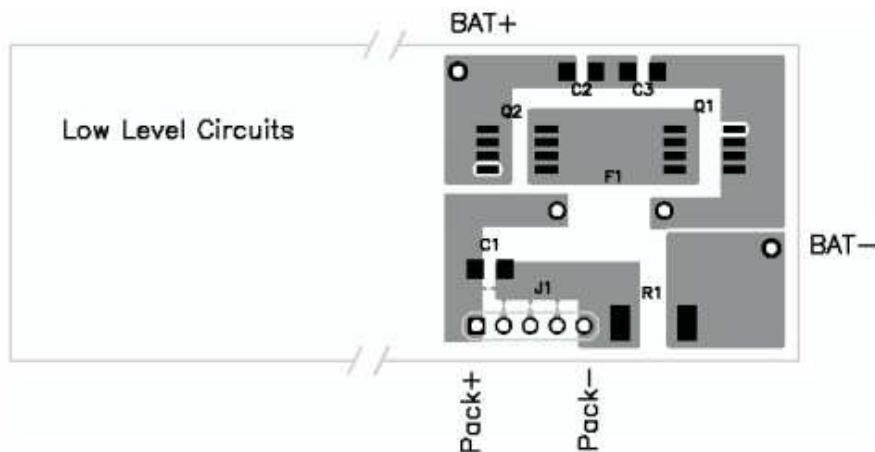 BAT+
C2 C3
Q2 Q1
Low Level Circuits
F1
C1 BAT-
J1 R1
Pack+ Pack-